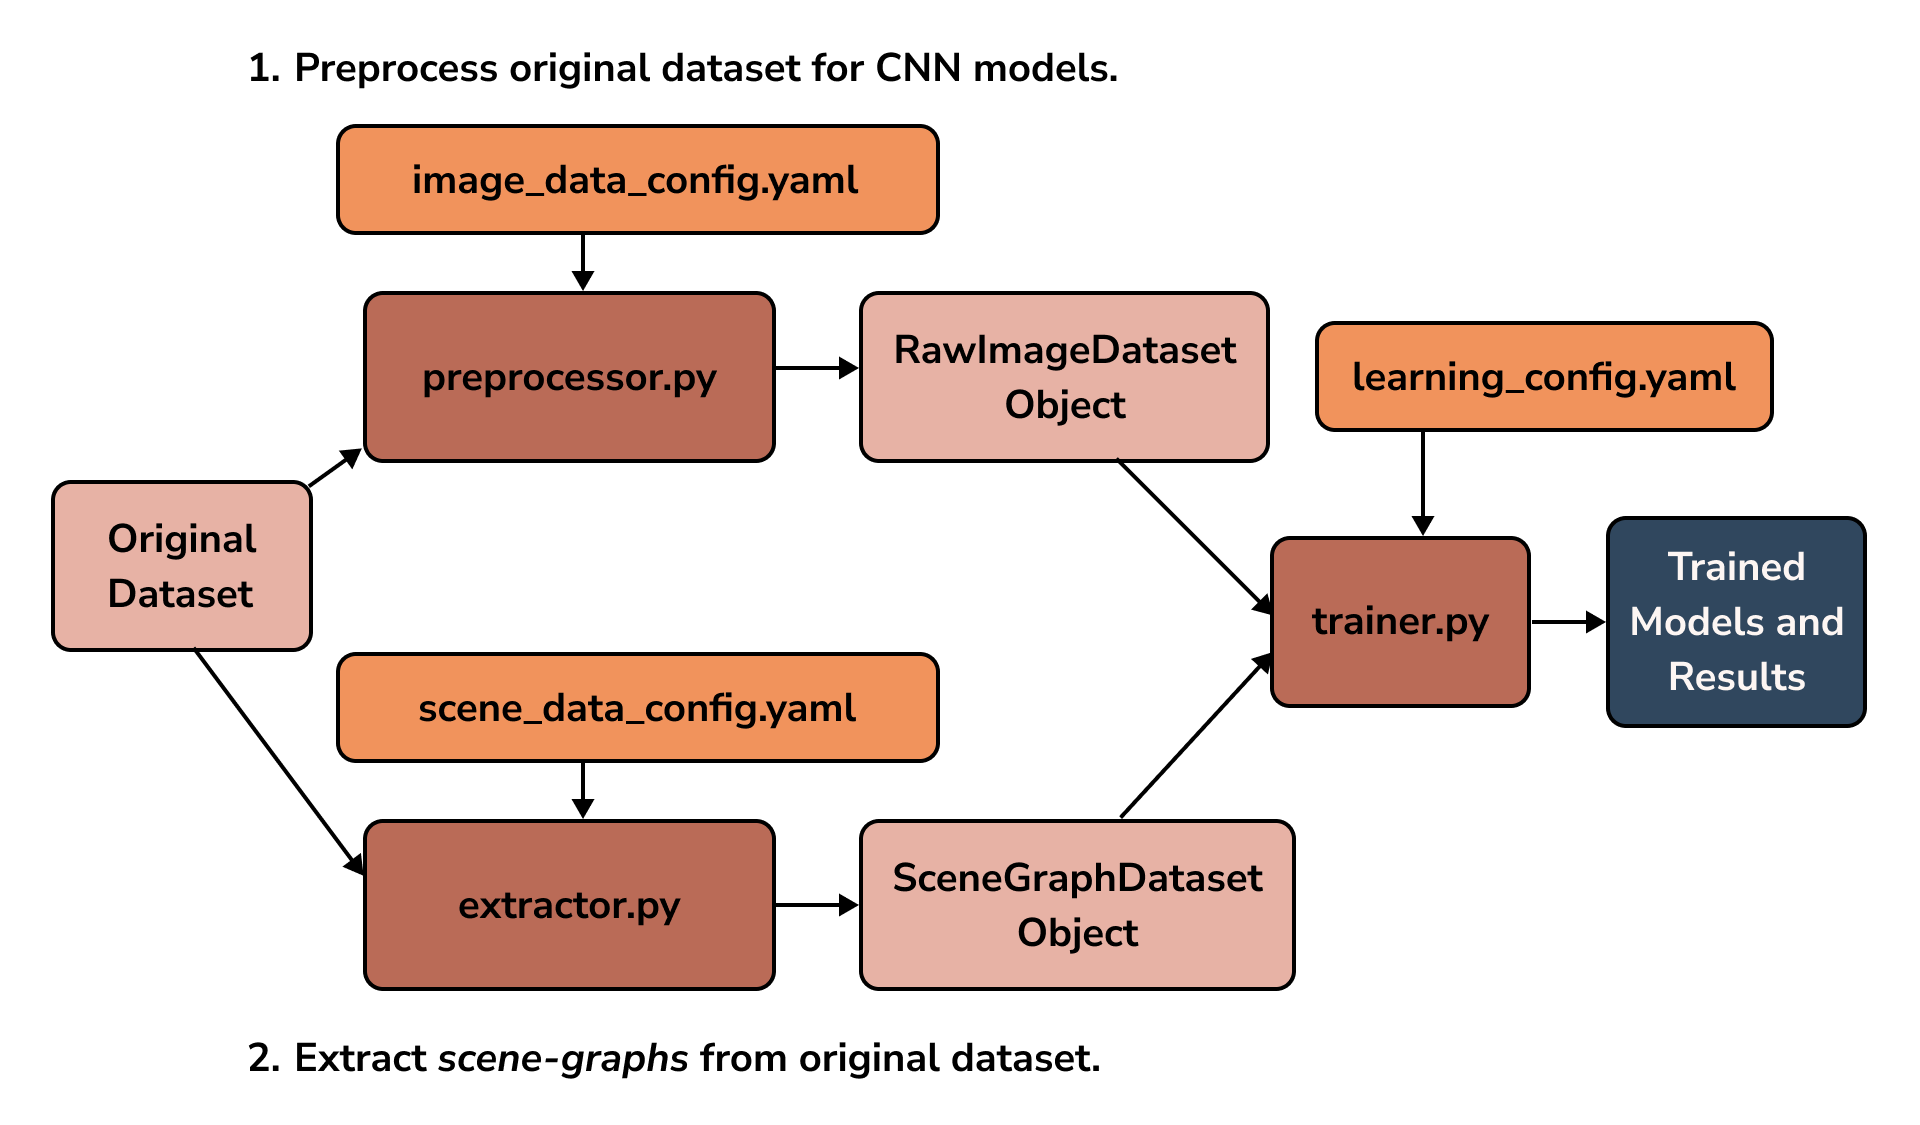 1. Preprocess original dataset for CNN models.
image_data_config.yaml
preprocessor.py
RawImageDataset
Object
learning_config.yaml
Original
Dataset
trainer.py
Trained
Models and
Results
scene_data_config.yaml
extractor.py
SceneGraphDataset
Object
2. Extract scene-graphs from original dataset.